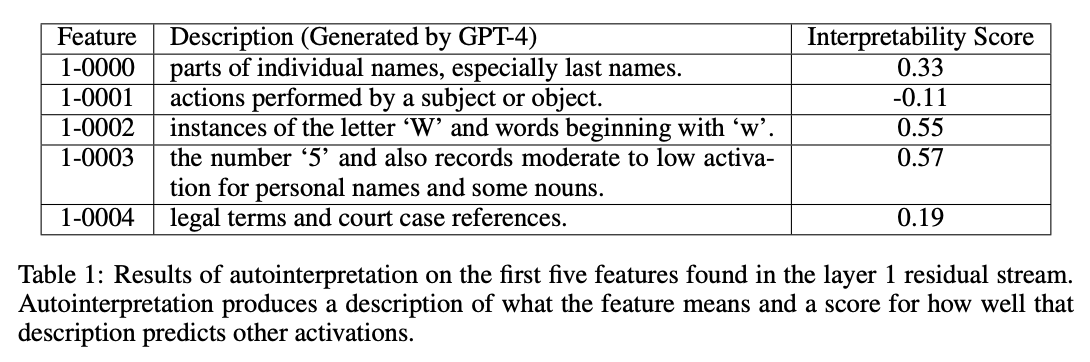 Feature Description (Generated by GPT-4) Interpretability Score
1-0000 parts of individual names, especially last names. 0.33
1-0001 actions performed by a subject or object. -0.11
1-0002 instances of the letter ‘W’ and words beginning with ‘w’. 0.55
1-0003 the number ‘5’ and also records moderate to low activa- 0.57
tion for personal names and some nouns.
1-0004 legal terms and court case references. 0.19
Table 1: Results of autointerpretation on the first five features found in the layer 1 residual stream.
Autointerpretation produces a description of what the feature means and a score for how well that
description predicts other activations.